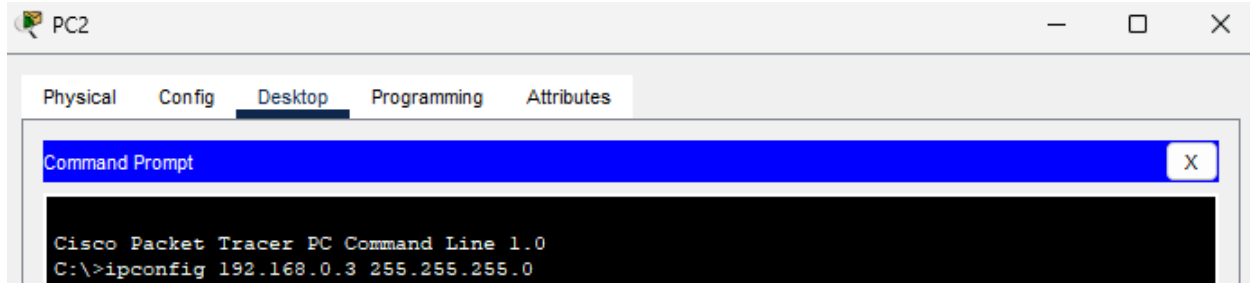 PC2
Physical Config Desktop Programming Attributes
Command Prompt X
Cisco Packet Tracer PC Command Line 1.0
C:\>ipconfig 192.168.0.3 255.255.255.0